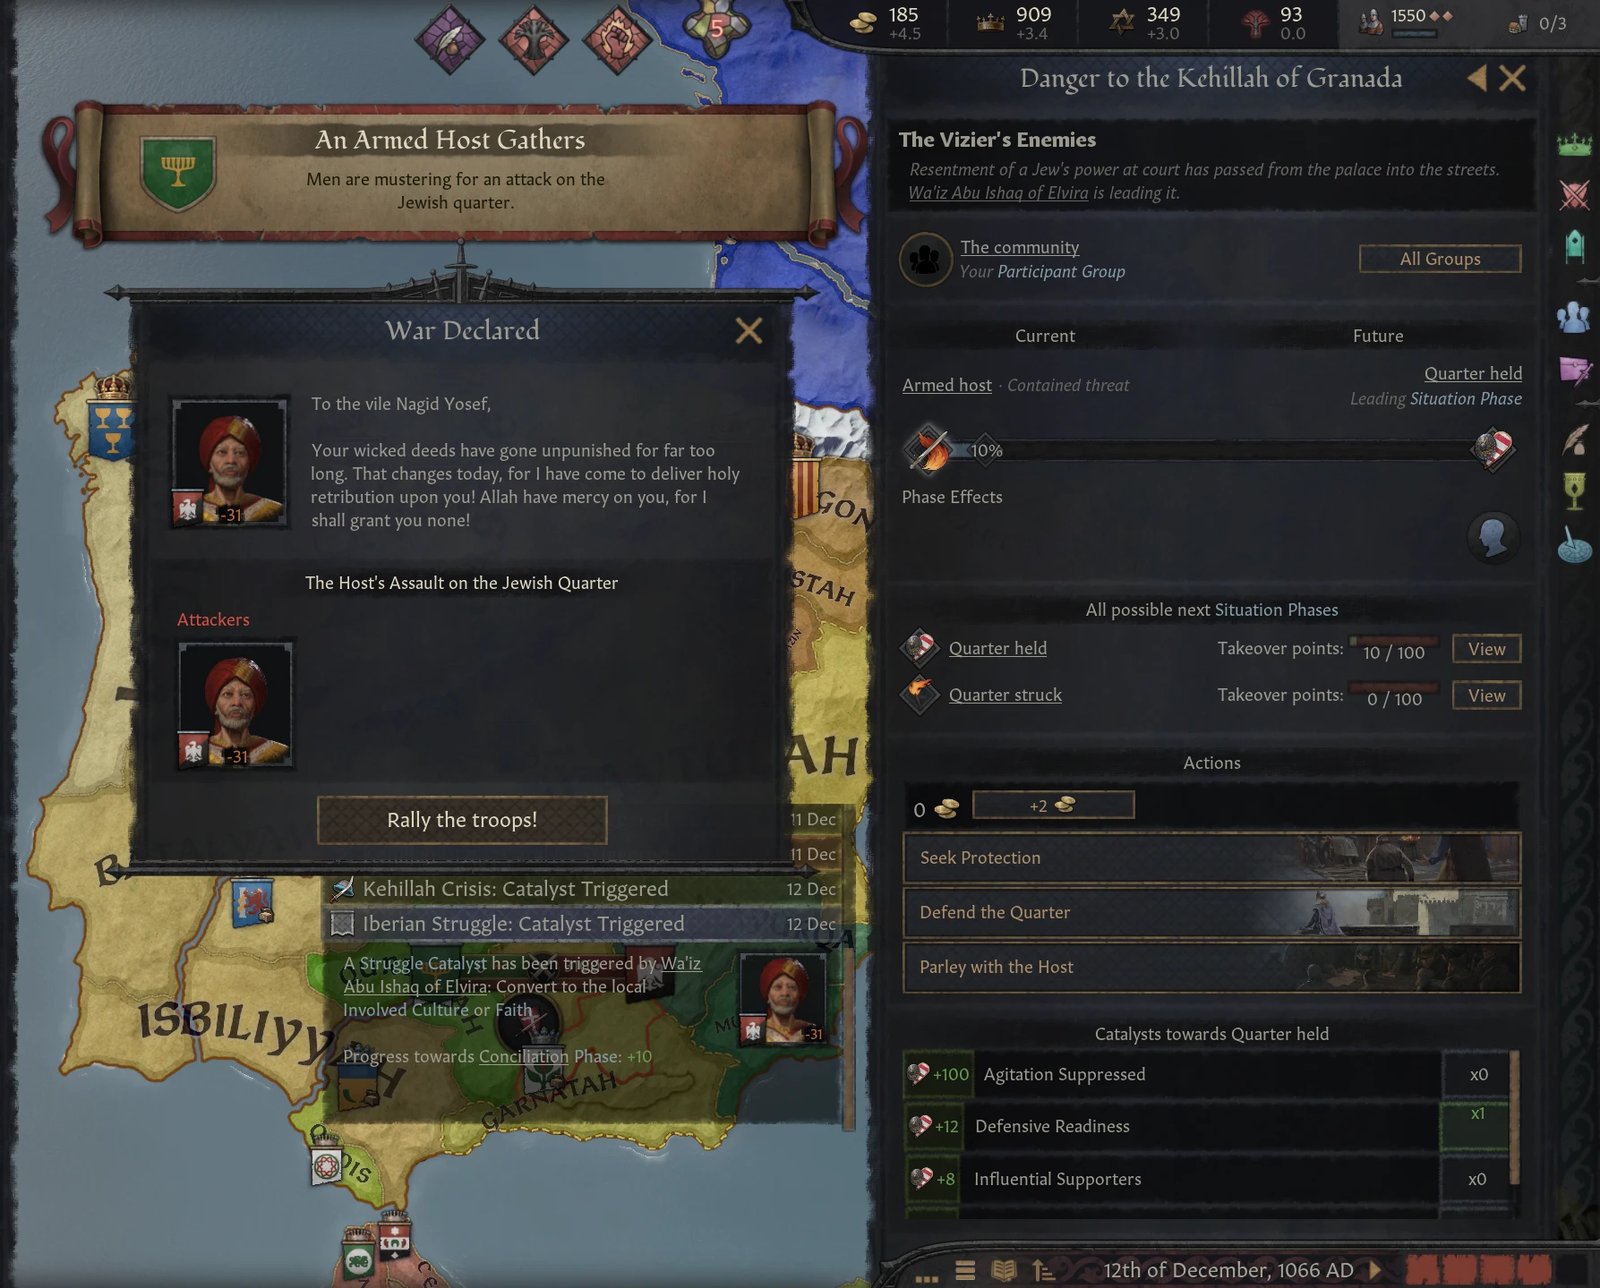 185
+4.5
909
+3.4
349
+3.0
93
0.0
1550
0/3
5
An Armed Host Gathers
Men are mustering for an attack on the
Jewish quarter.
War Declared
To the vile Nagid Yosef,
Your wicked deeds have gone unpunished for far too
long. That changes today, for I have come to deliver holy
retribution upon you! Allah have mercy on you, for I
shall grant you none!
-31
The Host's Assault on the Jewish Quarter
Attackers
-31
Rally the troops!
11 Dec
11 Dec
Kehillah Crisis: Catalyst Triggered
12 Dec
Iberian Struggle: Catalyst Triggered
12 Dec
A Struggle Catalyst has been triggered by Wa'iz
Abu Ishaq of Elvira: Convert to the local
Involved Culture or Faith
-31
Progress towards Conciliation Phase: +10
GON
STAH
AH
B
ISBILIYY
H
GARNATAH
QA
Danger to the Kehillah of Granada
The Vizier's Enemies
Resentment of a Jew's power at court has passed from the palace into the streets.
Wa'iz Abu Ishaq of Elvira is leading it.
The community
Your Participant Group
All Groups
Current
Future
Armed host · Contained threat
Quarter held
Leading Situation Phase
10%
Phase Effects
All possible next Situation Phases
Quarter held
Takeover points:
10 / 100
View
Quarter struck
Takeover points:
0 / 100
View
Actions
0
+2
Seek Protection
Defend the Quarter
Parley with the Host
Catalysts towards Quarter held
+100
Agitation Suppressed
x0
+12
Defensive Readiness
x1
+8
Influential Supporters
x0
12th of December, 1066 AD